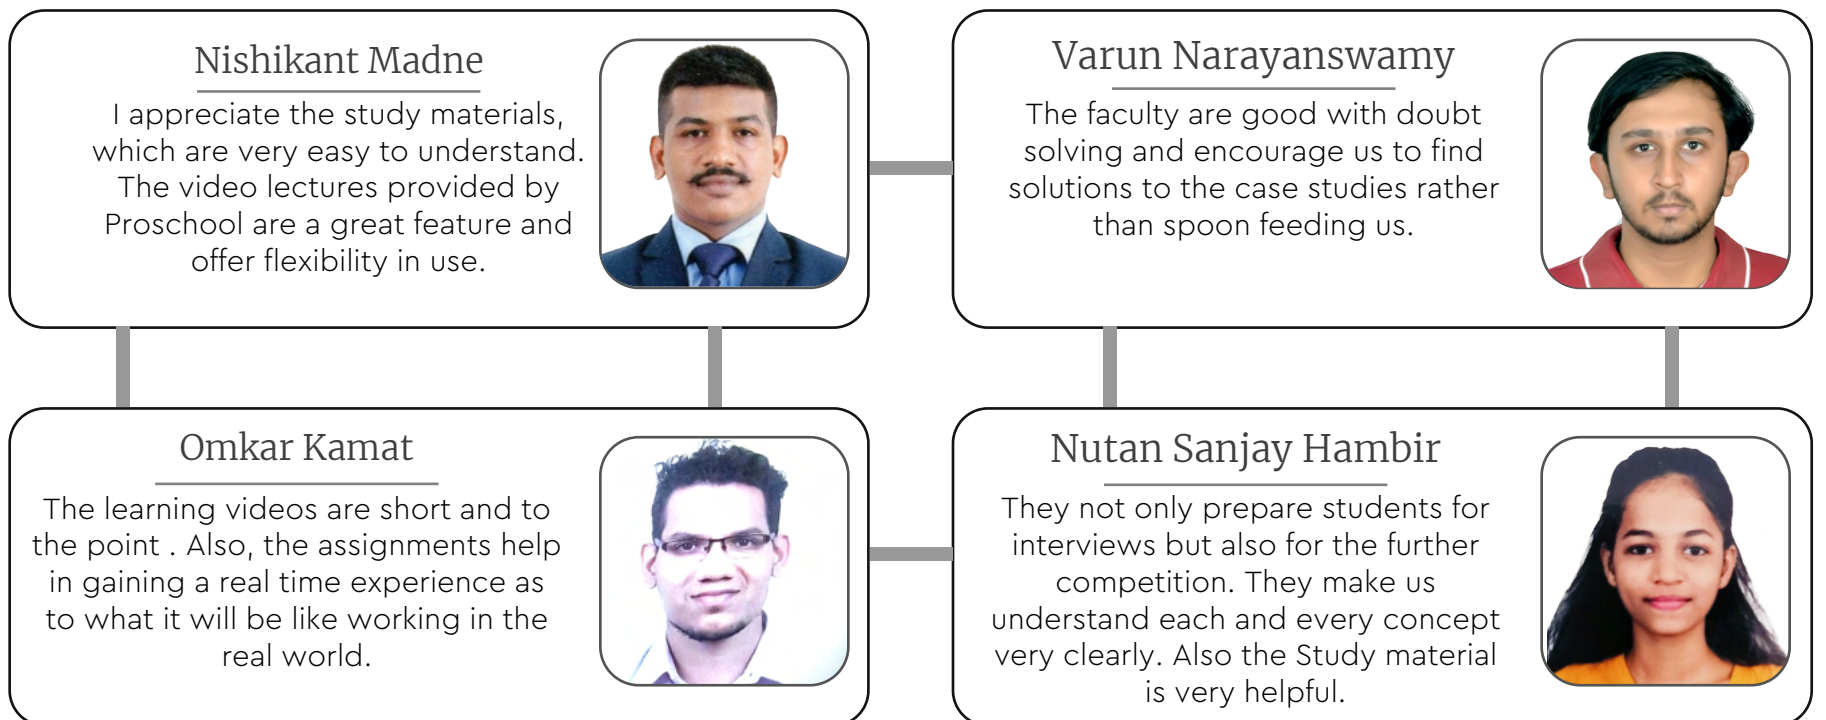 Nishikant Madne
I appreciate the study materials,
which are very easy to understand.
The video lectures provided by
Proschool are a great feature and
offer flexibility in use.
Varun Narayanswamy
The faculty are good with doubt
solving and encourage us to find
solutions to the case studies rather
than spoon feeding us.
Omkar Kamat
The learning videos are short and to
the point . Also, the assignments help
in gaining a real time experience as
to what it will be like working in the
real world.
Nutan Sanjay Hambir
They not only prepare students for
interviews but also for the further
competition. They make us
understand each and every concept
very clearly. Also the Study material
is very helpful.